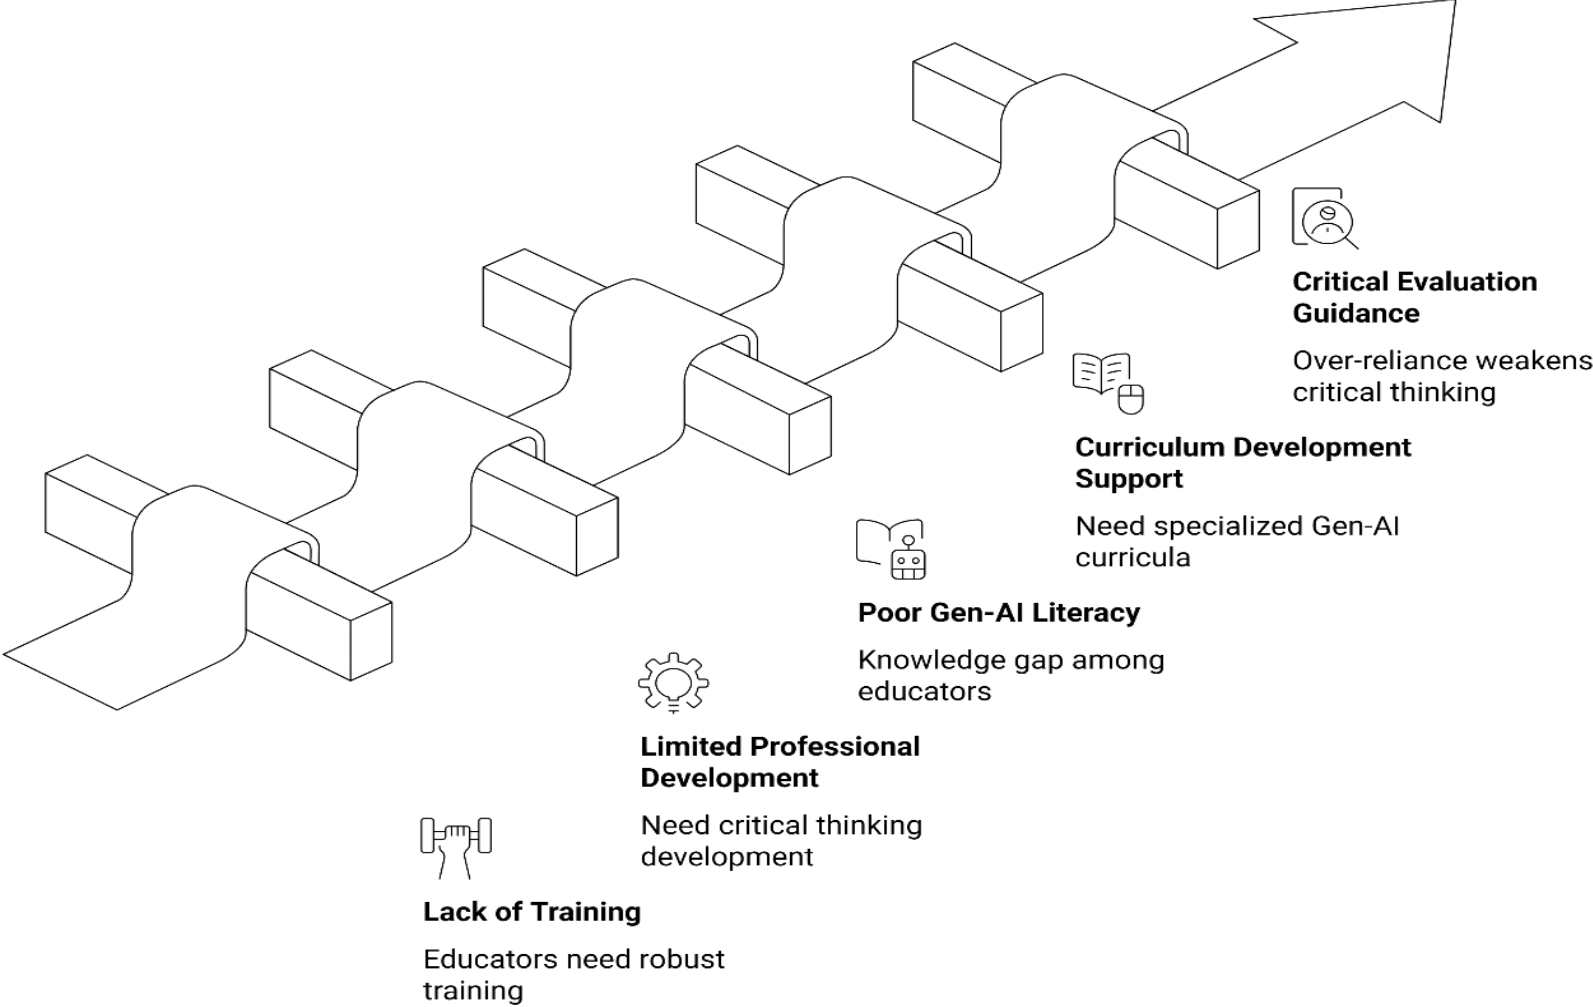 Critical Evaluation
Guidance
Over-reliance weakens
critical thinking
Curriculum Development
Support
Need specialized Gen-AI
curricula
Poor Gen-AI Literacy
Knowledge gap among
educators
Limited Professional
Development
Need critical thinking
development
Lack of Training
Educators need robust
training